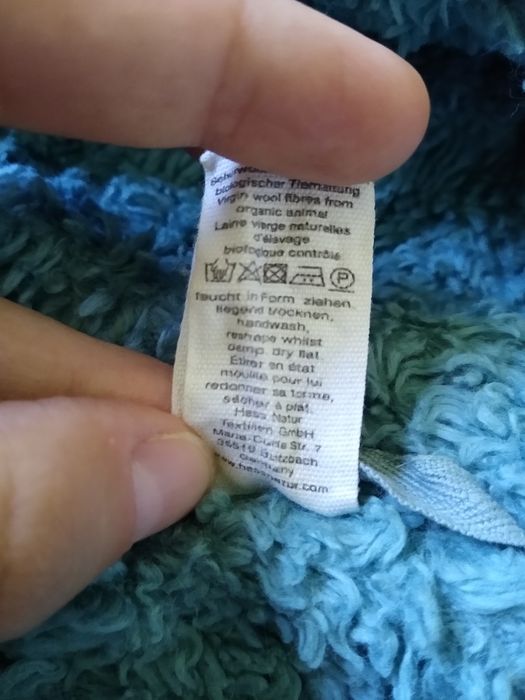 biologischer Tierhaltung
Virgin wool fibres from
organic animal
Laine vierge naturelles
d'élevage
biologique contrôlé
P
feucht in Form ziehen,
liegend trocknen,
handwash,
reshape whilst
damp, dry flat
Etirer en état
mouillé pour lui
redonner sa forme,
sécher à plat.
Hess Natur
Textilien GmbH
Marie-Curie Str. 7
35510 Butzbach
Germany
www.hessnatur.com